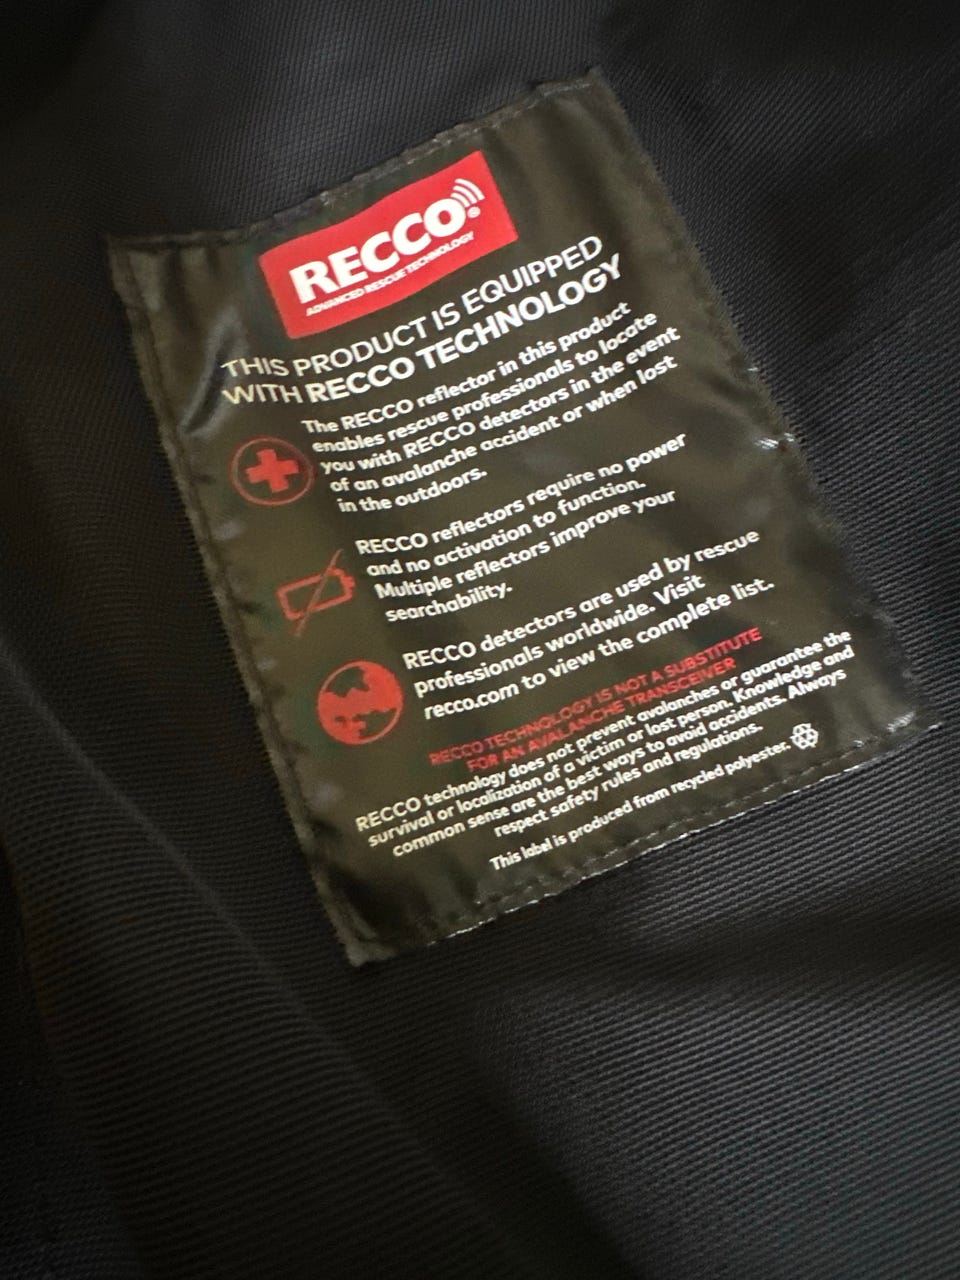 RECCO®
ADVANCED RESCUE TECHNOLOGY
THIS PRODUCT IS EQUIPPED
WITH RECCO TECHNOLOGY
The RECCO reflector in this product
enables rescue professionals to locate
you with RECCO detectors in the event
of an avalanche accident or when lost
in the outdoors.
RECCO reflectors require no power
and no activation to function.
Multiple reflectors improve your
searchability.
RECCO detectors are used by rescue
professionals worldwide. Visit
recco.com to view the complete list.
RECCO TECHNOLOGY IS NOT A SUBSTITUTE
FOR AN AVALANCHE TRANSCEIVER
RECCO technology does not prevent avalanches or guarantee the
survival or localization of a victim or lost person. Knowledge and
common sense are the best ways to avoid accidents. Always
respect safety rules and regulations.
This label is produced from recycled polyester.